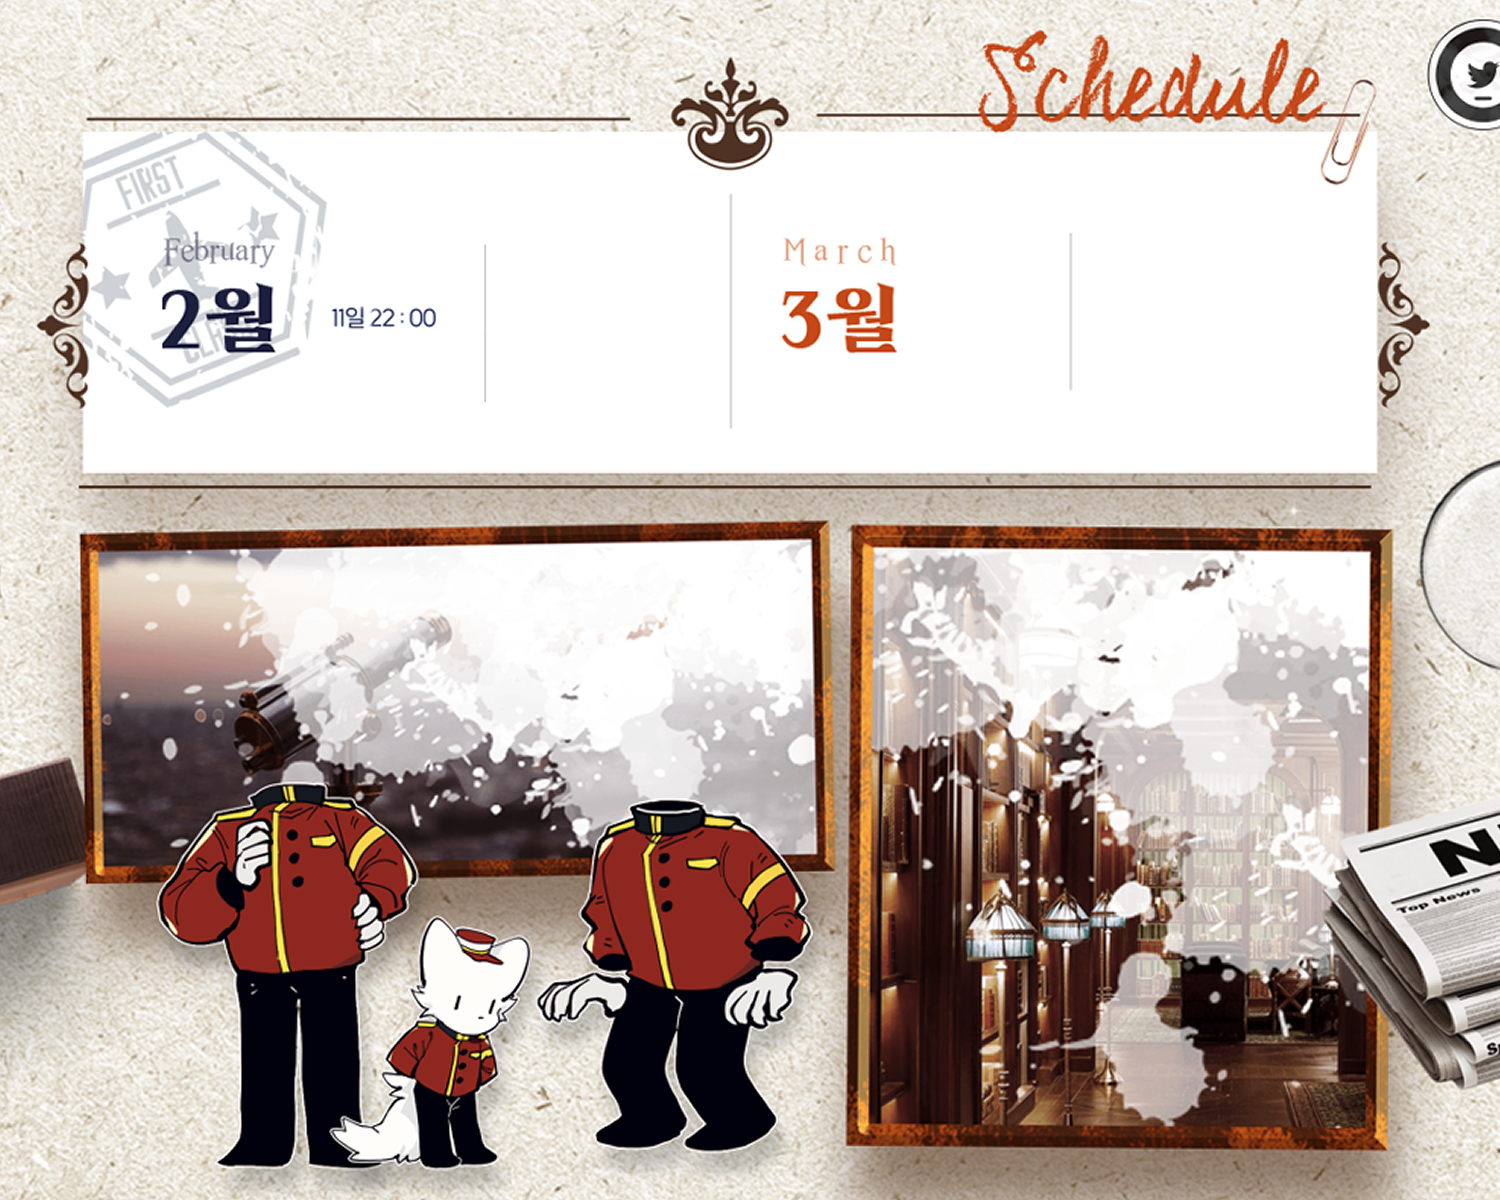 Schedule
FIRST
February
2월
11일 22 : 00
March
3월
Top News